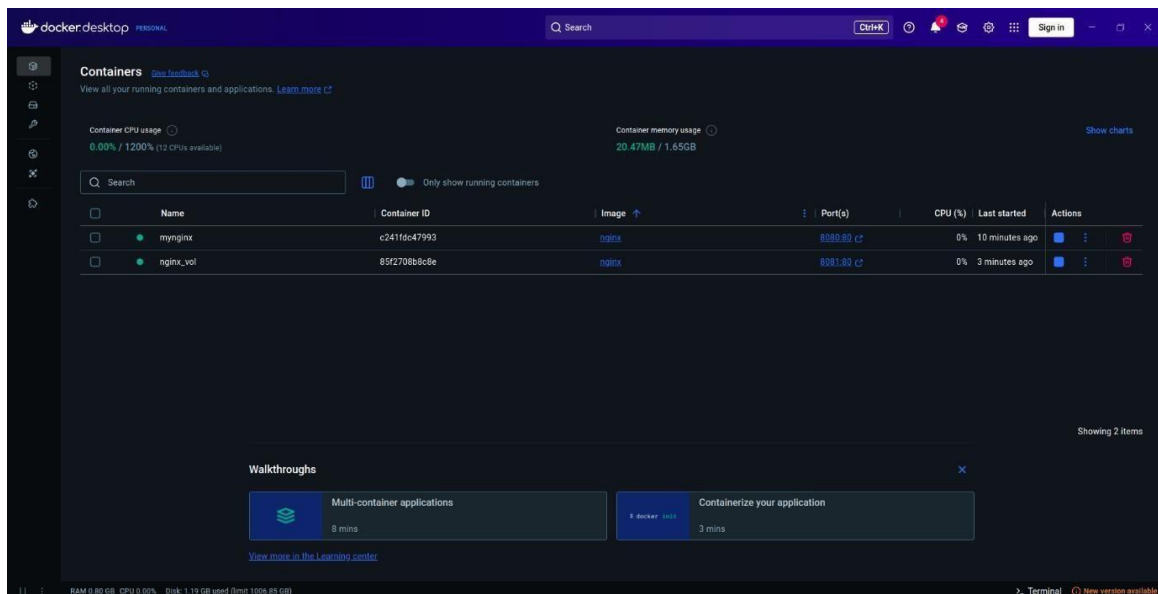 docker.desktop PERSONAL
Search
Ctrl+K
4
Sign in
Containers Give feedback
View all your running containers and applications. Learn more
Container CPU usage
0.00% / 1200% (12 CPUs available)
Container memory usage
20.47MB / 1.65GB
Show charts
Search
Only show running containers
Name Container ID Image Port(s) CPU (%) Last started Actions
mynginx c241fdc47993 nginx 8080:80 0% 10 minutes ago
nginx_vol 85f2708b8c8e nginx 8081:80 0% 3 minutes ago
Showing 2 items
Walkthroughs
Multi-container applications
8 mins
$ docker init
Containerize your application
3 mins
View more in the Learning center
RAM 0.80 GB CPU 0.00% Disk: 1.19 GB used (limit 1006.85 GB)
>_ Terminal
New version available